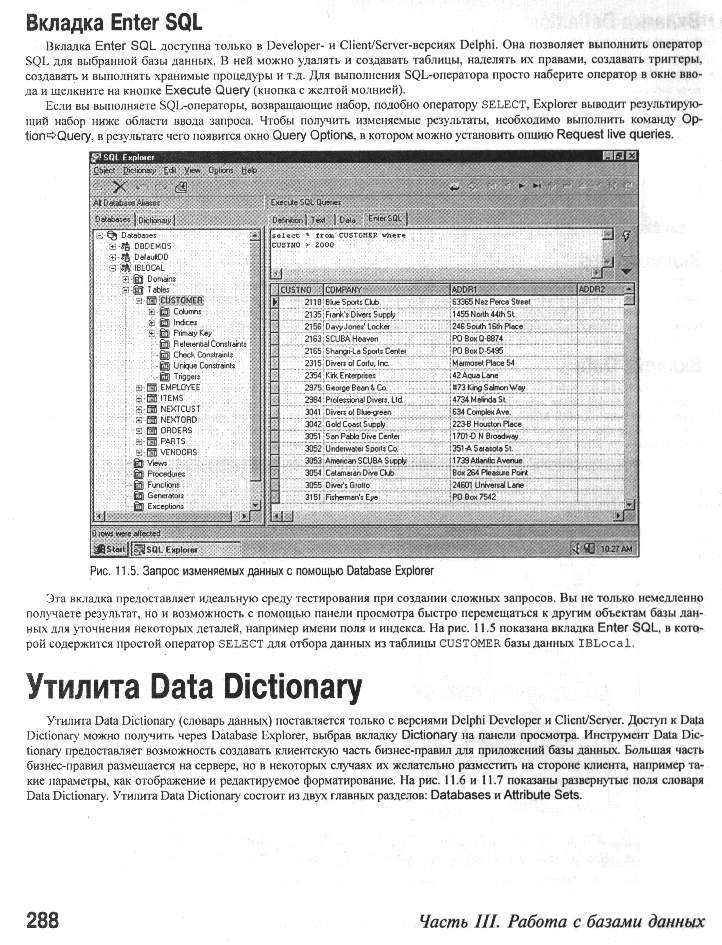 Вкладка Enter SQL
Вкладка Enter SQL доступна только в Developer- и Client/Server-версиях Delphi. Она позволяет выполнить оператор
SQL для выбранной базы данных. В ней можно удалять и создавать таблицы, наделять их правами, создавать триггеры,
создавать и выполнять хранимые процедуры и т.д. Для выполнения SQL-оператора просто наберите оператор в окне вво-
да и щелкните на кнопке Execute Query (кнопка с желтой молнией).
Если вы выполняете SQL-операторы, возвращающие набор, подобно оператору SELECT, Explorer выводит результирую-
щий набор ниже области ввода запроса. Чтобы получить изменяемые результаты, необходимо выполнить команду Op-
tion⇨Query, в результате чего появится окно Query Options, в котором можно установить опцию Request live queries.
SQL Explorer
Object Dictionary Edit View Options Help
All Database Aliases
Execute SQL Queries
Databases Dictionary
Definition Text Data Enter SQL
select * from CUSTOMER where
CUSTNO > 2000
Databases
DBDEMOS
DefaultDD
IBLOCAL
Domains
Tables
CUSTOMER
Columns
Indices
Primary Key
Referential Constraints
Check Constraints
Unique Constraints
Triggers
EMPLOYEE
ITEMS
NEXTCUST
NEXTORD
ORDERS
PARTS
VENDORS
Views
Procedures
Functions
Generators
Exceptions
CUSTNO COMPANY ADDR1 ADDR2
2118 Blue Sports Club 63365 Nez Perce Street
2135 Frank's Divers Supply 1455 North 44th St.
2156 Davy Jones' Locker 246 South 16th Place
2163 SCUBA Heaven PO Box Q-8874
2165 Shangri-La Sports Center PO Box D-5495
2315 Divers of Corfu, Inc. Marmoset Place 54
2354 Kirk Enterprises 42 Aqua Lane
2975 George Bean & Co. #73 King Salmon Way
2984 Professional Divers, Ltd. 4734 Melinda St.
3041 Divers of Blue-green 634 Complex Ave.
3042 Gold Coast Supply 223-B Houston Place
3051 San Pablo Dive Center 1701-D N Broadway
3052 Underwater Sports Co. 351-A Sarasota St.
3053 American SCUBA Supply 1739 Atlantic Avenue
3054 Catamaran Dive Club Box 264 Pleasure Point
3055 Diver's Grotto 24601 Universal Lane
3151 Fisherman's Eye PO Box 7542
0 rows were affected
Start SQL Explorer 10:27 AM
Рис. 11.5. Запрос изменяемых данных с помощью Database Explorer
Эта вкладка предоставляет идеальную среду тестирования при создании сложных запросов. Вы не только немедленно
получаете результат, но и возможность с помощью панели просмотра быстро перемещаться к другим объектам базы дан-
ных для уточнения некоторых деталей, например имени поля и индекса. На рис. 11.5 показана вкладка Enter SQL, в кото-
рой содержится простой оператор SELECT для отбора данных из таблицы CUSTOMER базы данных IBLocal.
Утилита Data Dictionary
Утилита Data Dictionary (словарь данных) поставляется только с версиями Delphi Developer и Client/Server. Доступ к Data
Dictionary можно получить через Database Explorer, выбрав вкладку Dictionary на панели просмотра. Инструмент Data Dic-
tionary предоставляет возможность создавать клиентскую часть бизнес-правил для приложений базы данных. Большая часть
бизнес-правил размещается на сервере, но в некоторых случаях их желательно разместить на стороне клиента, например та-
кие параметры, как отображение и редактируемое форматирование. На рис. 11.6 и 11.7 показаны развернутые поля словаря
Data Dictionary. Утилита Data Dictionary состоит из двух главных разделов: Databases и Attribute Sets.
288 Часть III. Работа с базами данных